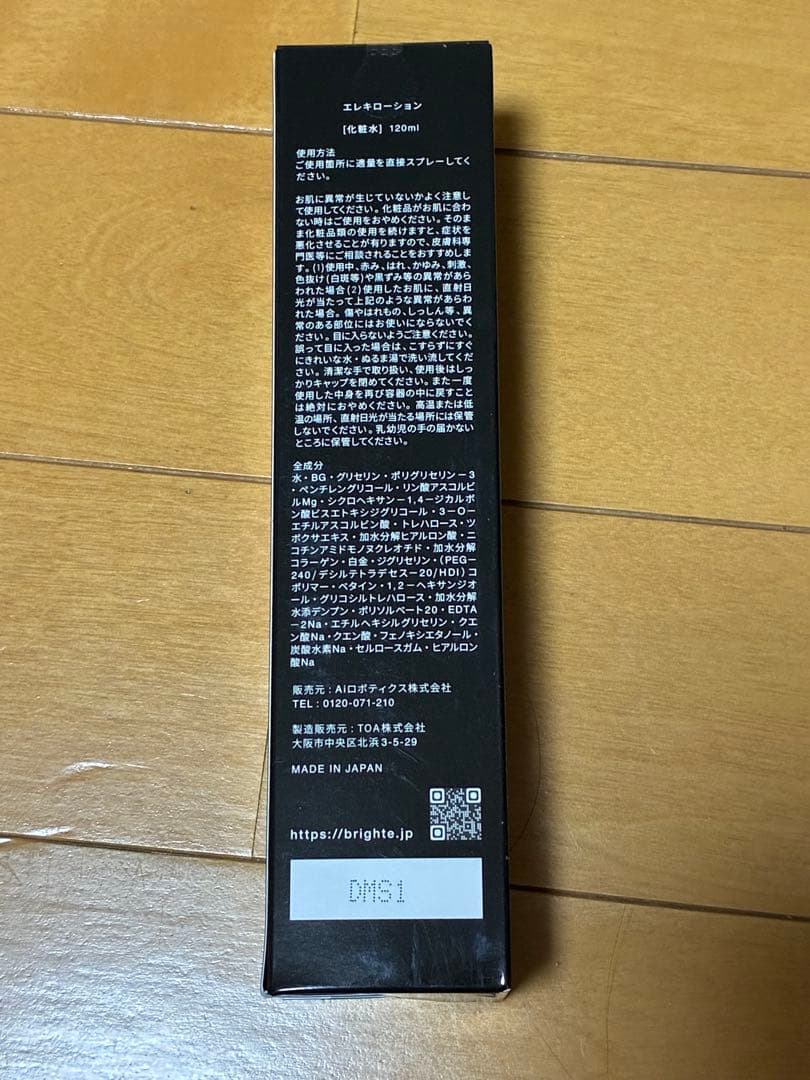 エレキローション
[化粧水] 120ml
使用方法
ご使用箇所に適量を直接スプレーしてく
ださい。
お肌に異常が生じていないかよく注意し
て使用してください。化粧品がお肌に合わ
ない時はご使用をおやめください。そのま
ま化粧品類の使用を続けますと、症状を
悪化させることが有りますので、皮膚科専
門医等にご相談されることをおすすめしま
す。(1)使用中、赤み、はれ、かゆみ、刺激、
色抜け(白斑等)や黒ずみ等の異常があら
われた場合(2)使用したお肌に、直射日
光が当たって上記のような異常があらわ
れた場合。傷やはれもの、しっしん等、異
常のある部位にはお使いにならないでく
ださい。目に入らないようご注意ください。
誤って目に入った場合は、こすらずにすぐ
にきれいな水・ぬるま湯で洗い流してくだ
さい。清潔な手で取り扱い、使用後はしっ
かりキャップを閉めてください。また一度
使用した中身を再び容器の中に戻すこと
は絶対におやめください。高温または低
温の場所、直射日光が当たる場所には保管
しないでください。乳幼児の手の届かない
ところに保管してください。
全成分
水・BG・グリセリン・ポリグリセリン−3
・ペンチレングリコール・リン酸アスコルビ
ルMg・シクロヘキサン−1,4−ジカルボ
ン酸ビスエトキシジグリコール・3−O−
エチルアスコルビン酸・トレハロース・ツ
ボクサエキス・加水分解ヒアルロン酸・ニ
コチンアミドモノヌクレオチド・加水分解
コラーゲン・白金・ジグリセリン・(PEG−
240/デシルテトラデセス−20/HDI)コ
ポリマー・ベタイン・1,2−ヘキサンジオ
ール・グリコシルトレハロース・加水分解
水添デンプン・ポリソルベート20・EDTA
−2Na・エチルヘキシルグリセリン・クエ
ン酸Na・クエン酸・フェノキシエタノール・
炭酸水素Na・セルロースガム・ヒアルロン
酸Na
販売元：Aiロボティクス株式会社
TEL：0120-071-210
製造販売元：TOA株式会社
大阪市中央区北浜3-5-29
MADE IN JAPAN
https://brighte.jp
DMS1